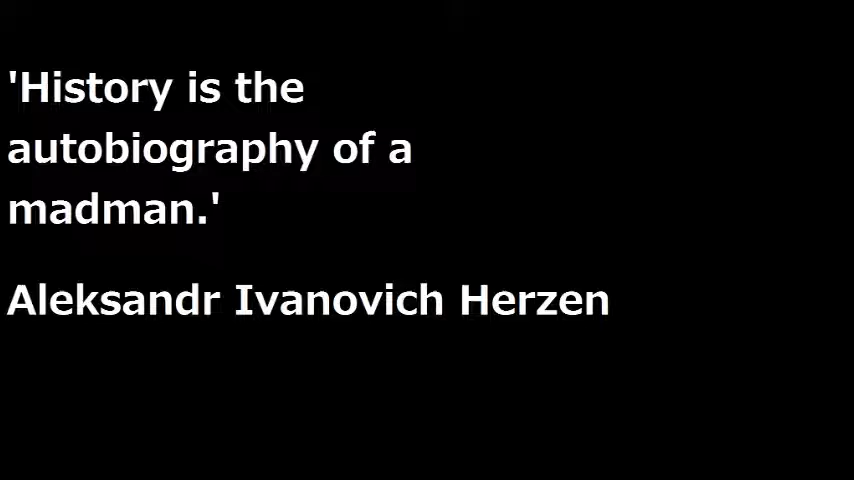 'History is the
autobiography of a
madman.'
Aleksandr Ivanovich Herzen